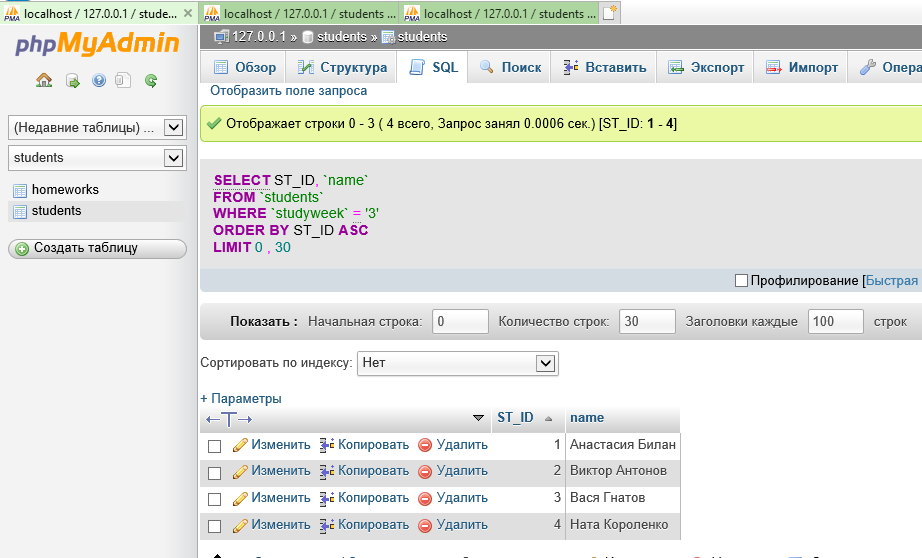 localhost / 127.0.0.1 / stude... localhost / 127.0.0.1 / students ... localhost / 127.0.0.1 / students ...
phpMyAdmin
(Недавние таблицы) ...
students
homeworks
students
Создать таблицу
127.0.0.1 » students » students
Обзор Структура SQL Поиск Вставить Экспорт Импорт Опера
Отобразить поле запроса
Отображает строки 0 - 3 ( 4 всего, Запрос занял 0.0006 сек.) [ST_ID: 1 - 4]
SELECT ST_ID, `name`
FROM `students`
WHERE `studyweek` = '3'
ORDER BY ST_ID ASC
LIMIT 0 , 30
Профилирование [Быстрая
Показать : Начальная строка: 0 Количество строк: 30 Заголовки каждые 100 строк
Сортировать по индексу: Нет
+ Параметры
←T→ ST_ID name
Изменить Копировать Удалить 1 Анастасия Билан
Изменить Копировать Удалить 2 Виктор Антонов
Изменить Копировать Удалить 3 Вася Гнатов
Изменить Копировать Удалить 4 Ната Короленко